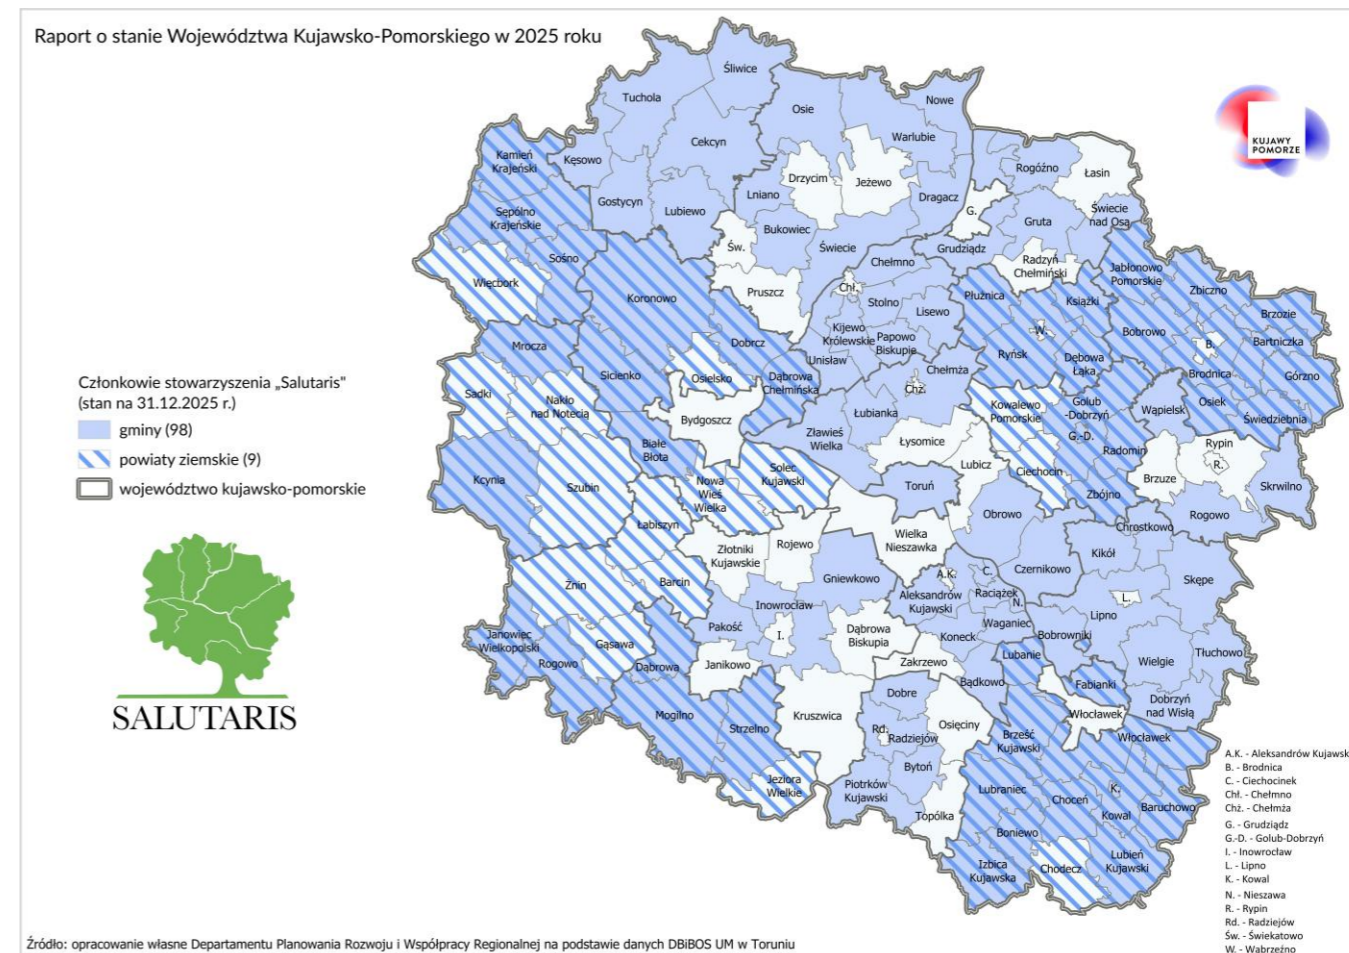 Raport o stanie Województwa Kujawsko-Pomorskiego w 2025 roku
KUJAWY
POMORZE
Śliwice
Tuchola
Osie
Nowe
Cekcyn
Warlubie
Kamień
Krajeński
Kęsowo
Drzycim
Jeżewo
Rogóźno
Łasin
Gostycyn
Lubiewo
Lniano
Dragacz
G.
Sępólno
Krajeńskie
Bukowiec
Gruta
Świecie
nad Osą
Sośno
Św.
Świecie
Grudziądz
Radzyń
Chełmiński
Więcbork
Koronowo
Pruszcz
Chełmno
Chł.
Płużnica
Książki
Jabłonowo
Pomorskie
Zbiczno
Brzozie
Stolno
Lisewo
Mrocza
Dobrcz
Kijewo
Królewskie
Papowo
Biskupie
W.
Bobrowo
B.
Bartniczka
Sicienko
Osielsko
Dąbrowa
Chełmińska
Unisław
Chełmża
Ryńsk
Dębowa
Łąka
Brodnica
Górzno
Sadki
Nakło
nad Notecią
Chż.
Kowalewo
Pomorskie
Golub
-Dobrzyń
Wąpielsk
Osiek
Świedziebnia
Bydgoszcz
Łubianka
G.-D.
Białe
Błota
Zławieś
Wielka
Łysomice
Radomin
Rypin
R.
Kcynia
Szubin
Nowa
Wieś
Wielka
Solec
Kujawski
Toruń
Lubicz
Ciechocin
Zbójno
Brzuze
Skrwilno
Łabiszyn
Obrowo
Rogowo
Chrostkowo
Złotniki
Kujawskie
Rojewo
Wielka
Nieszawka
Kikół
Żnin
Barcin
Gniewkowo
A.K.
C.
Czernikowo
Skępe
Inowrocław
Aleksandrów
Kujawski
Raciążek
N.
L.
Janowiec
Wielkopolski
Gąsawa
Pakość
I.
Dąbrowa
Biskupia
Waganiec
Lipno
Rogowo
Dąbrowa
Janikowo
Koneck
Bobrowniki
Zakrzewo
Lubanie
Wielgie
Tłuchowo
Bądkowo
Fabianki
Mogilno
Strzelno
Kruszwica
Dobre
Osięciny
Włocławek
Dobrzyń
nad Wisłą
Rd.
Radziejów
Brześć
Kujawski
Włocławek
Jeziora
Wielkie
Piotrków
Kujawski
Bytoń
Lubraniec
Choceń
K.
Kowal
Baruchowo
Topólka
Boniewo
Izbica
Kujawska
Chodecz
Lubień
Kujawski
Członkowie stowarzyszenia „Salutaris”
(stan na 31.12.2025 r.)
gminy (98)
powiaty ziemskie (9)
województwo kujawsko-pomorskie
SALUTARIS
A.K. - Aleksandrów Kujawsk
B. - Brodnica
C. - Ciechocinek
Chł. - Chełmno
Chż. - Chełmża
G. - Grudziądz
G.-D. - Golub-Dobrzyń
I. - Inowrocław
L. - Lipno
K. - Kowal
N. - Nieszawa
R. - Rypin
Rd. - Radziejów
Św. - Świekatowo
W. - Wąbrzeźno
Źródło: opracowanie własne Departamentu Planowania Rozwoju i Współpracy Regionalnej na podstawie danych DBiBOS UM w Toruniu